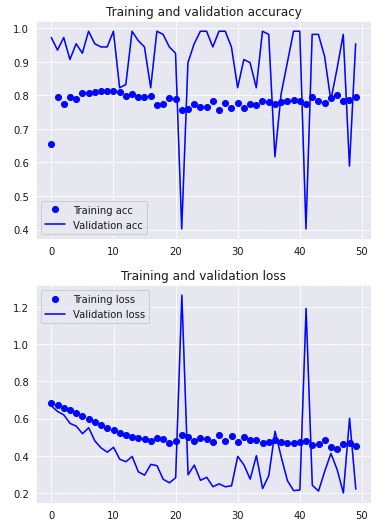 Training and validation accuracy
1.0
0.9
0.8
0.7
0.6
0.5
0.4
Training acc
Validation acc
0 10 20 30 40 50
Training and validation loss
Training loss
Validation loss
1.2
1.0
0.8
0.6
0.4
0.2
0 10 20 30 40 50